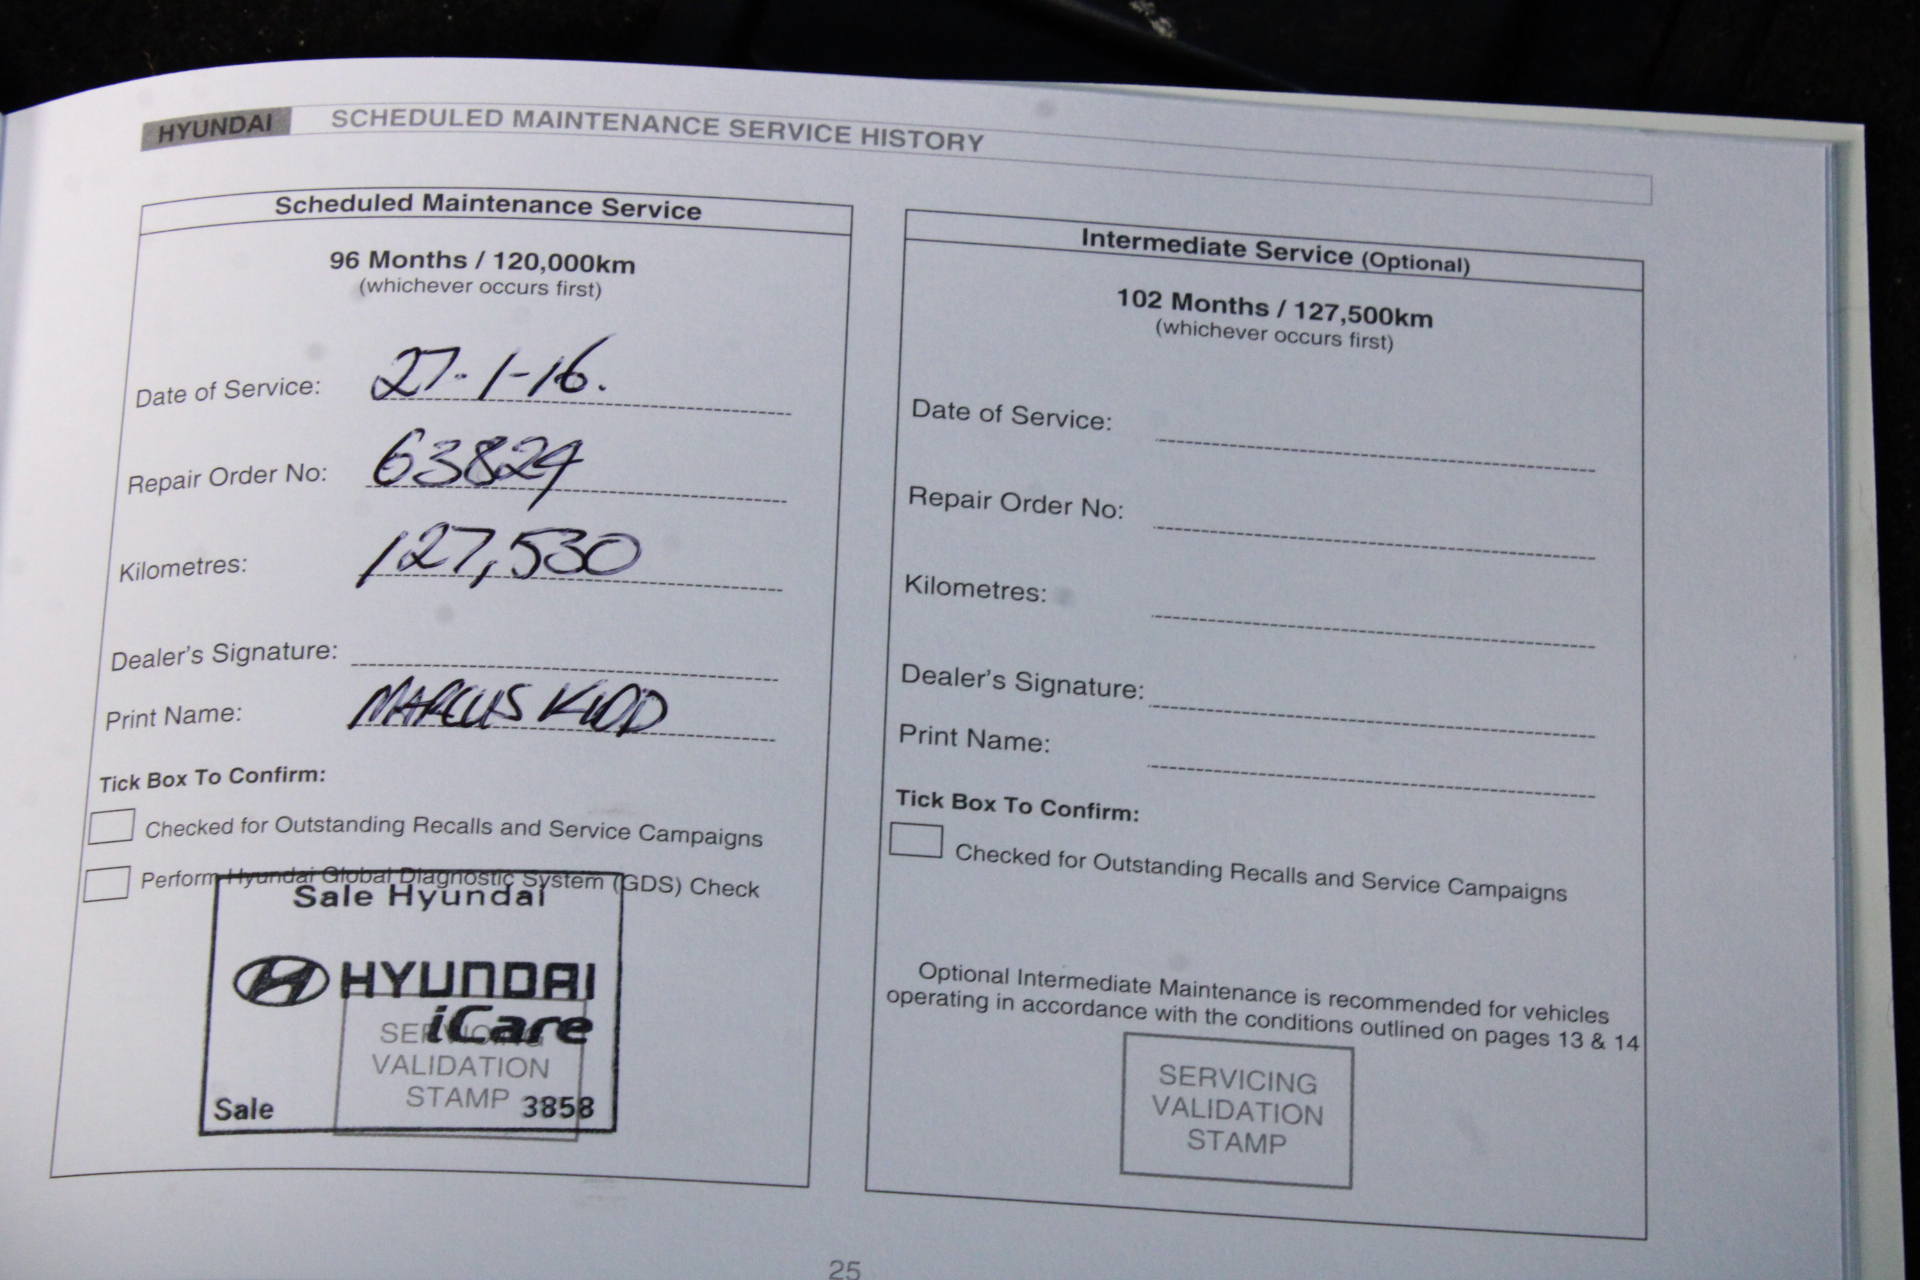 HYUNDAI SCHEDULED MAINTENANCE SERVICE HISTORY
Scheduled Maintenance Service
96 Months / 120,000km
(whichever occurs first)
Date of Service: 27-1-16.
Repair Order No: 63824
Kilometres: 127,530
Dealer's Signature:
Print Name: MARCUS KIDD
Tick Box To Confirm:
Checked for Outstanding Recalls and Service Campaigns
Perform Hyundai Global Diagnostic System (GDS) Check
Sale Hyundai
HYUNDAI
iCare
SERVICING
VALIDATION
STAMP
Sale 3858
Intermediate Service (Optional)
102 Months / 127,500km
(whichever occurs first)
Date of Service:
Repair Order No:
Kilometres:
Dealer's Signature:
Print Name:
Tick Box To Confirm:
Checked for Outstanding Recalls and Service Campaigns
Optional Intermediate Maintenance is recommended for vehicles
operating in accordance with the conditions outlined on pages 13 & 14
SERVICING
VALIDATION
STAMP
25